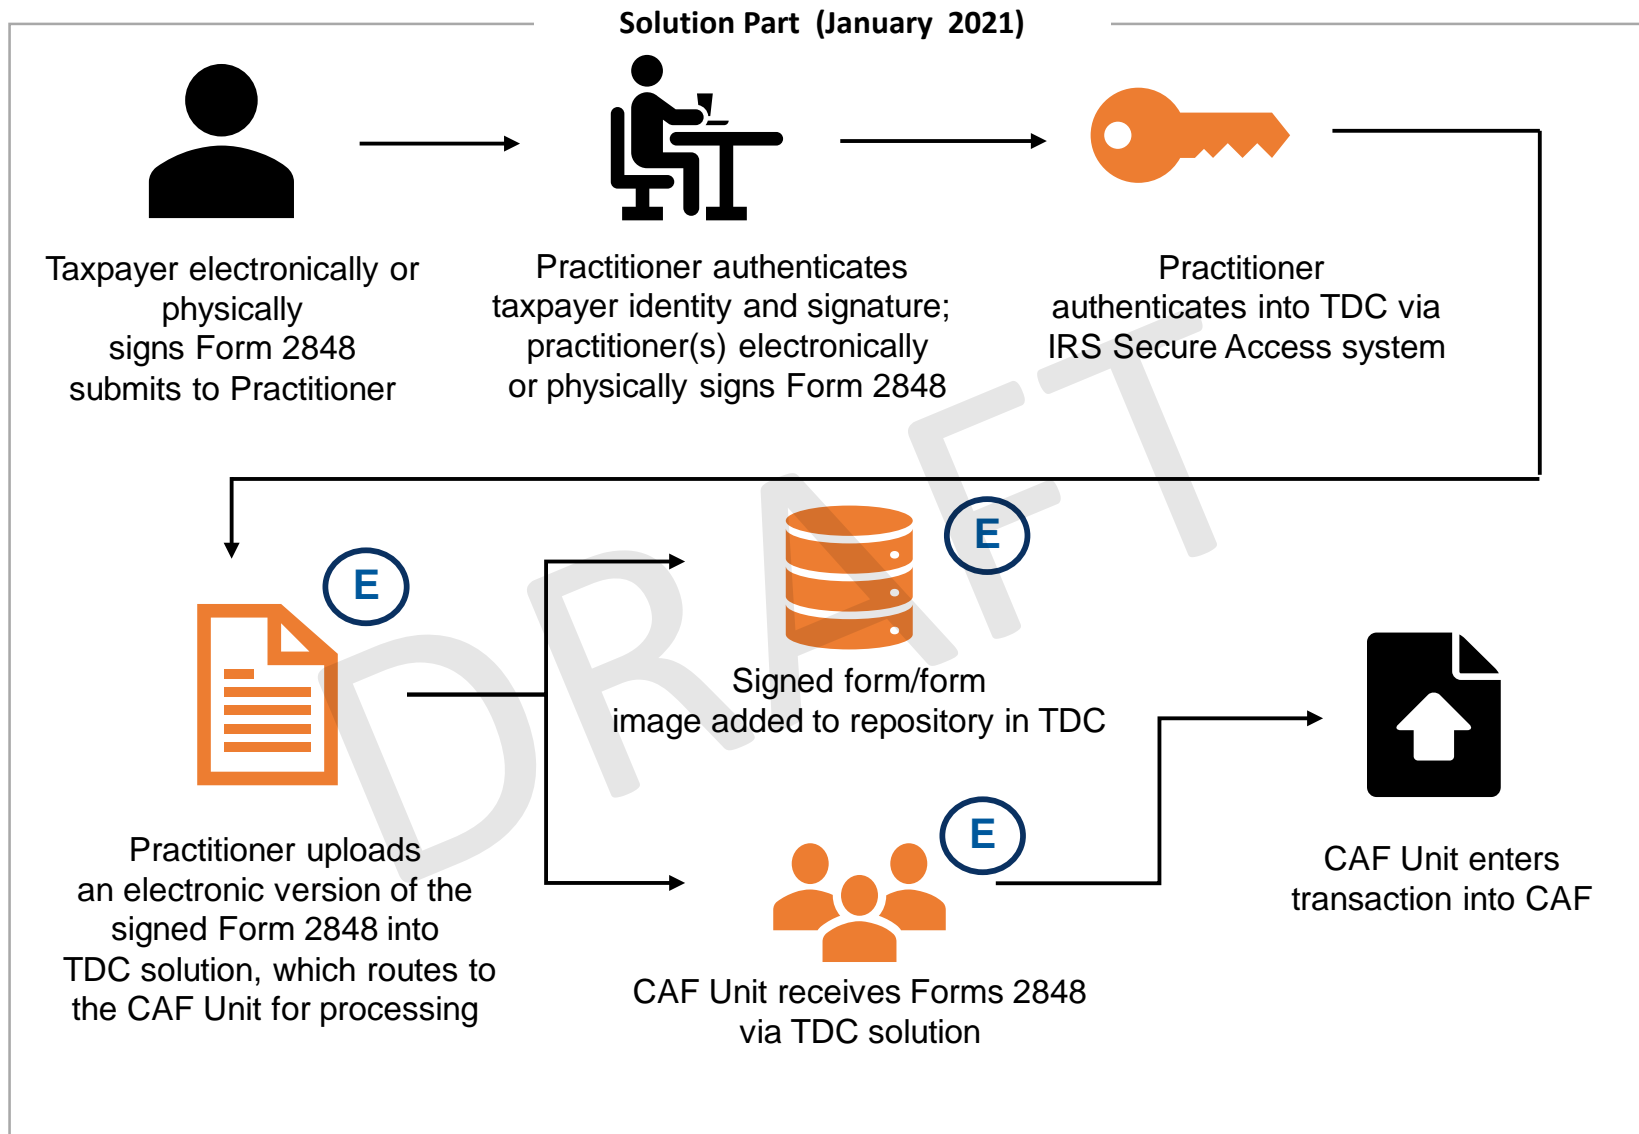 Solution Part (January 2021)
Taxpayer electronically or
physically
signs Form 2848
submits to Practitioner
Practitioner authenticates
taxpayer identity and signature;
practitioner(s) electronically
or physically signs Form 2848
Practitioner
authenticates into TDC via
IRS Secure Access system
DRAFT
E
Practitioner uploads
an electronic version of the
signed Form 2848 into
TDC solution, which routes to
the CAF Unit for processing
E
Signed form/form
image added to repository in TDC
E
CAF Unit receives Forms 2848
via TDC solution
CAF Unit enters
transaction into CAF